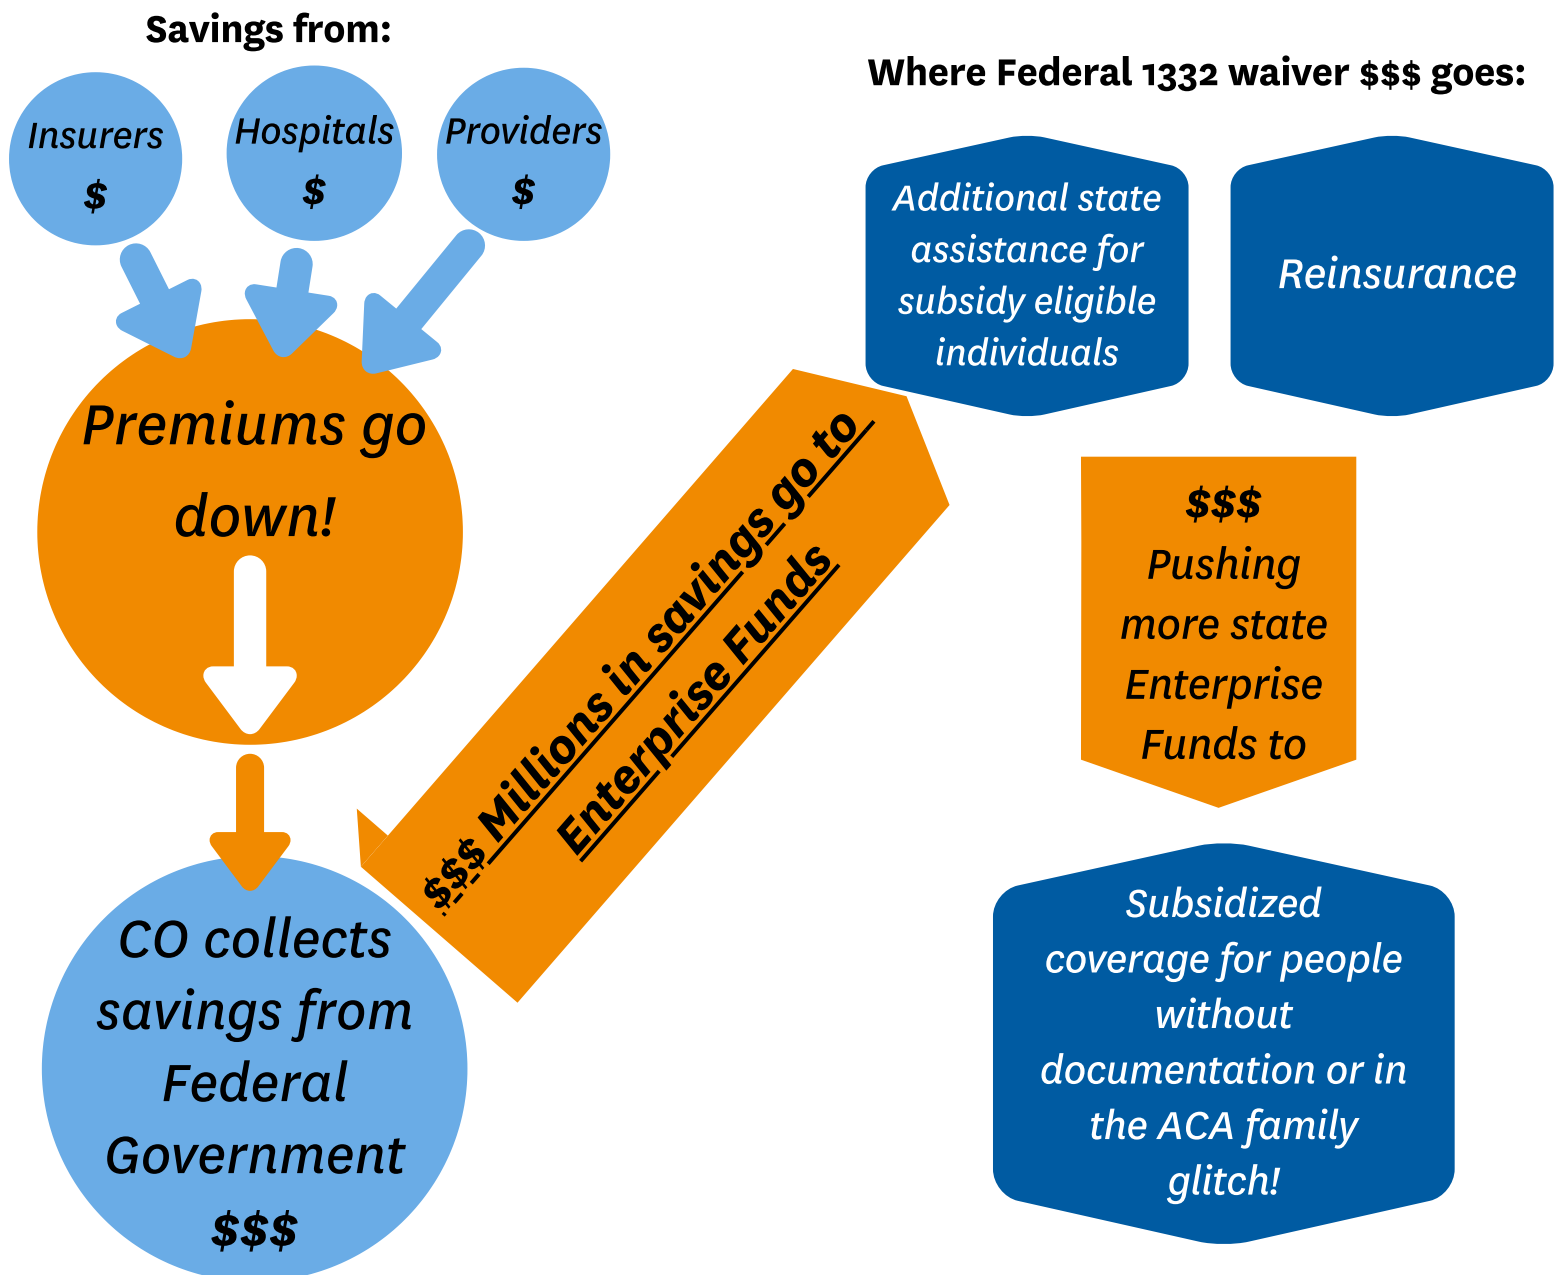 Savings from:
Insurers
$
Hospitals
$
Providers
$
Premiums go
down!
CO collects
savings from
Federal
Government
$$$
$$$ Millions in savings go to
Enterprise Funds
Where Federal 1332 waiver $$$ goes:
Additional state
assistance for
subsidy eligible
individuals
Reinsurance
$$$
Pushing
more state
Enterprise
Funds to
Subsidized
coverage for people
without
documentation or in
the ACA family
glitch!